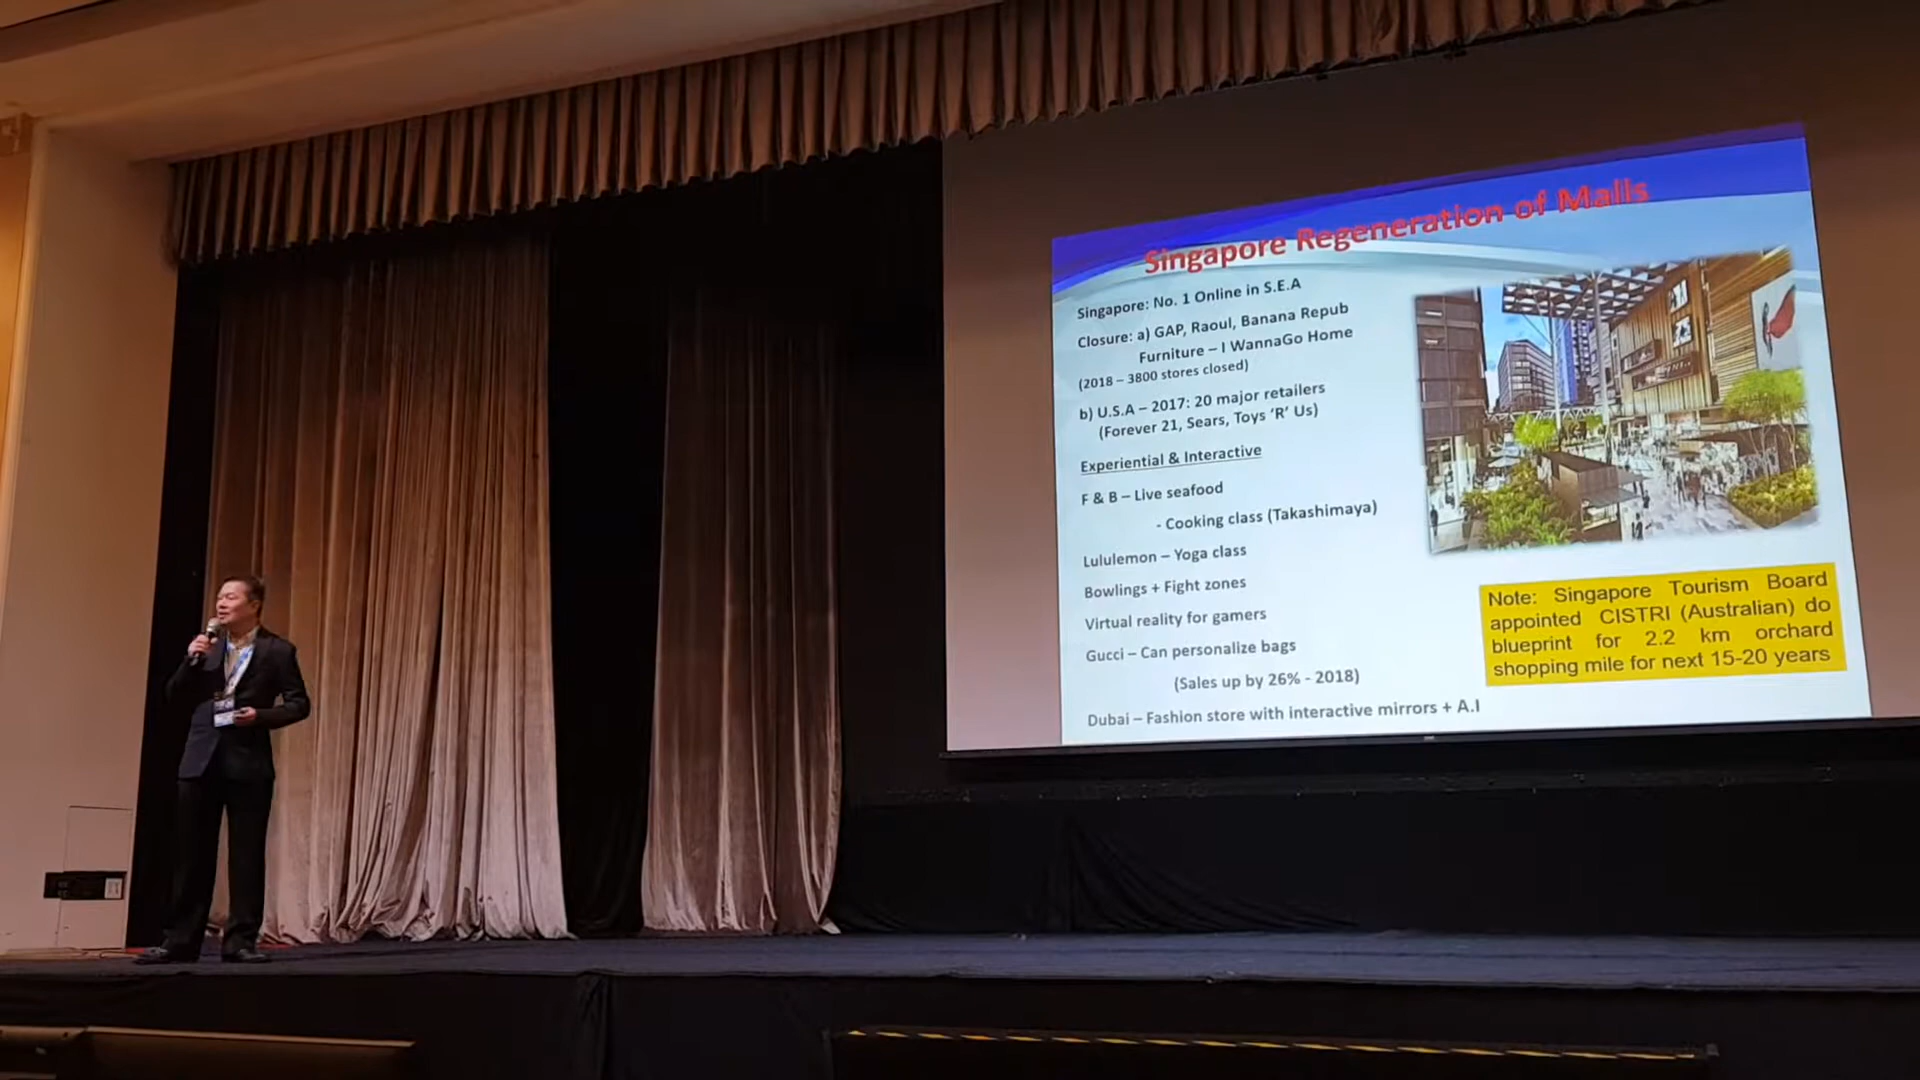 Singapore Regeneration of Malls
Singapore: No. 1 Online in S.E.A
Closure: a) GAP, Raoul, Banana Repub
Furniture – I WannaGo Home
(2018 – 3800 stores closed)
b) U.S.A – 2017: 20 major retailers
(Forever 21, Sears, Toys ‘R’ Us)
Experiential & Interactive
F & B – Live seafood
- Cooking class (Takashimaya)
Lululemon – Yoga class
Bowlings + Fight zones
Virtual reality for gamers
Gucci – Can personalize bags
(Sales up by 26% - 2018)
Dubai – Fashion store with interactive mirrors + A.I
Note: Singapore Tourism Board
appointed CISTRI (Australian) do
blueprint for 2.2 km orchard
shopping mile for next 15-20 years